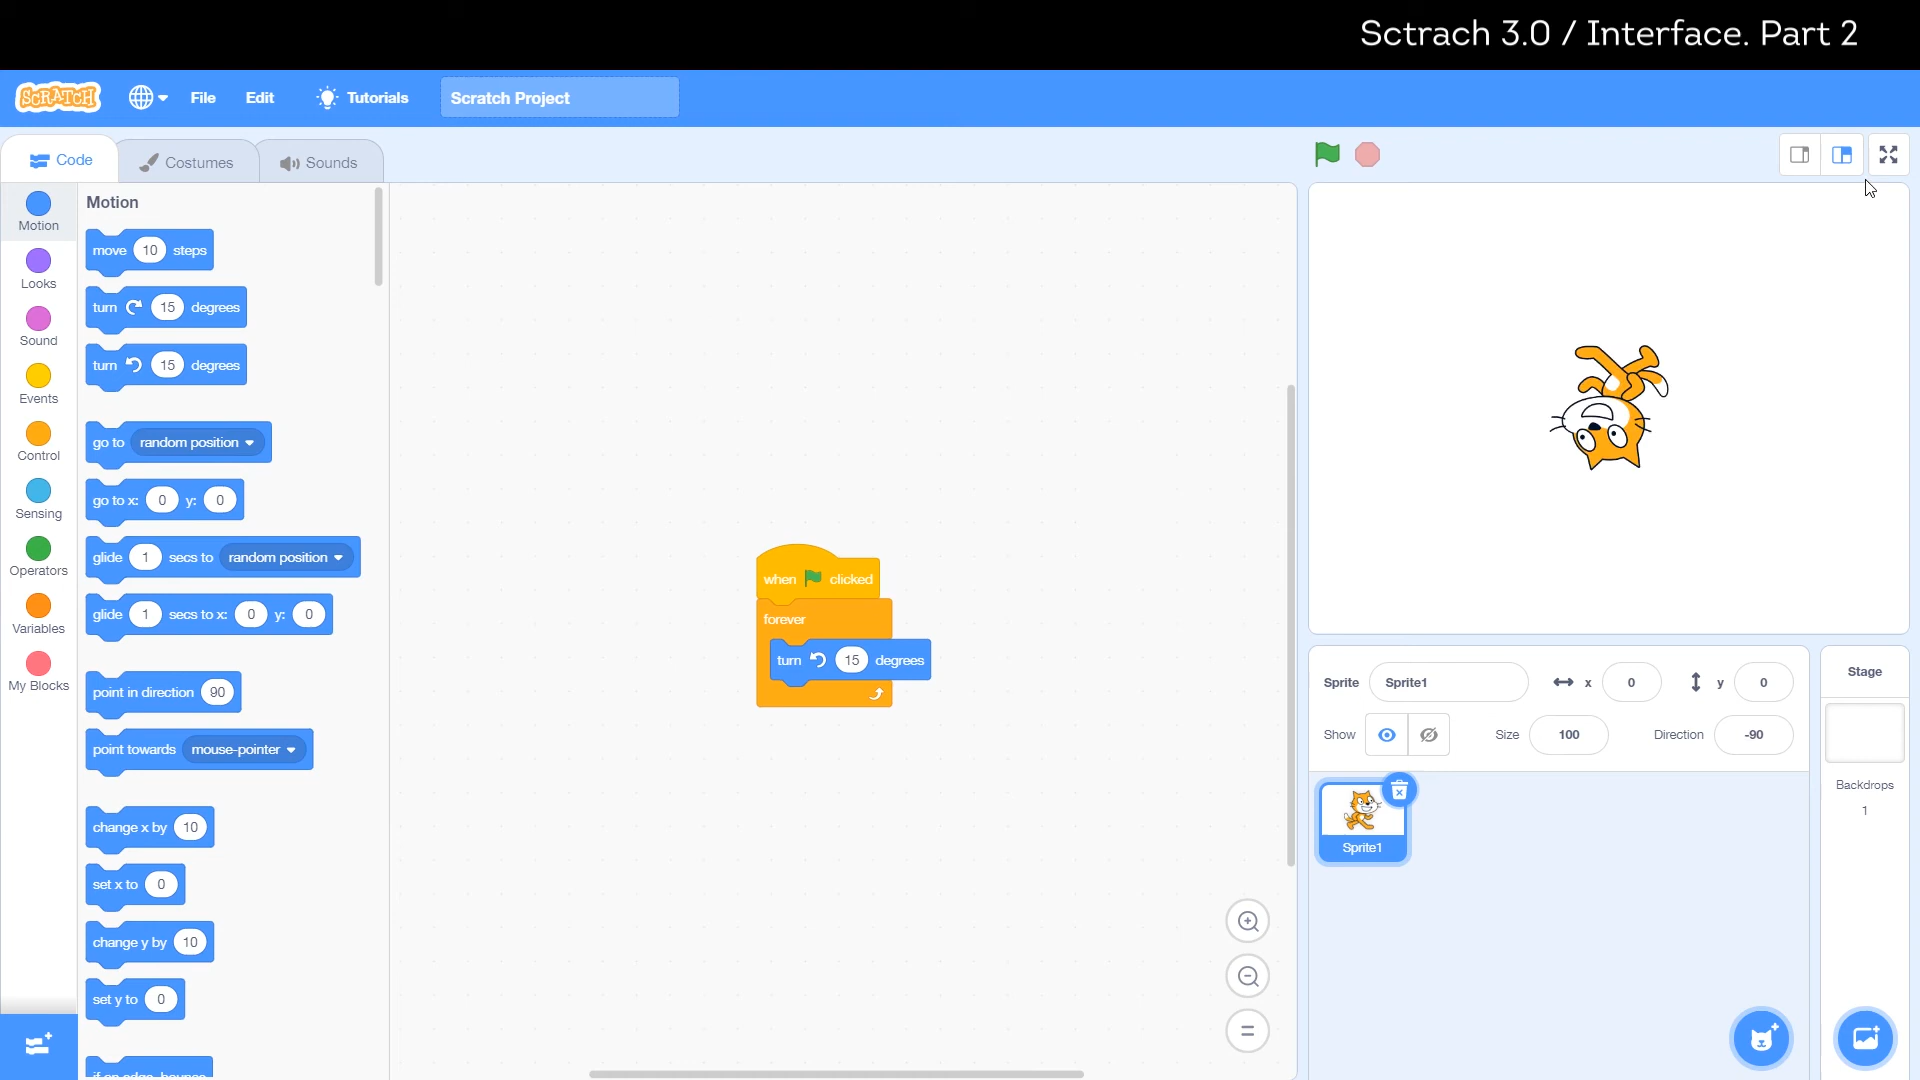 Sctrach 3.0 / Interface. Part 2
SCRATCH File Edit Tutorials Scratch Project
Code Costumes Sounds
Motion
Looks
Sound
Events
Control
Sensing
Operators
Variables
My Blocks
Motion
move 10 steps
turn 15 degrees
turn 15 degrees
go to random position
go to x: 0 y: 0
glide 1 secs to random position
glide 1 secs to x: 0 y: 0
point in direction 90
point towards mouse-pointer
change x by 10
set x to 0
change y by 10
set y to 0
if on edge, bounce
when clicked
forever
turn 15 degrees
Sprite Sprite1 x 0 y 0
Show Size 100 Direction -90
Sprite1
Stage
Backdrops
1